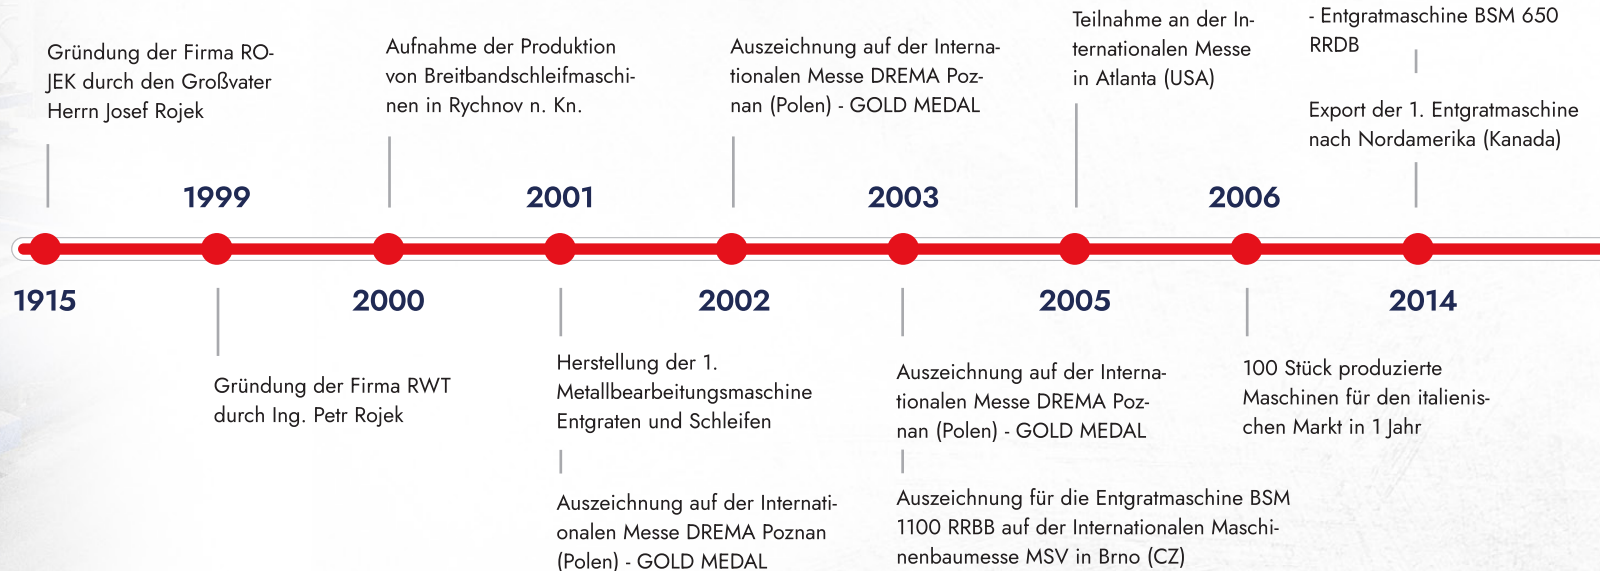 Gründung der Firma RO-
JEK durch den Großvater
Herrn Josef Rojek
1915
1999
Gründung der Firma RWT
durch Ing. Petr Rojek
Aufnahme der Produktion
von Breitbandschleifmaschi-
nen in Rychnov n. Kn.
2000
2001
Herstellung der 1.
Metallbearbeitungsmaschine
Entgraten und Schleifen
Auszeichnung auf der Internati-
onalen Messe DREMA Poznan
(Polen) - GOLD MEDAL
Auszeichnung auf der Interna-
tionalen Messe DREMA Poz-
nan (Polen) - GOLD MEDAL
2002
2003
Auszeichnung auf der Interna-
tionalen Messe DREMA Poz-
nan (Polen) - GOLD MEDAL
Auszeichnung für die Entgratmaschine BSM
1100 RRBB auf der Internationalen Maschi-
nenbaumesse MSV in Brno (CZ)
Teilnahme an der In-
ternationalen Messe
in Atlanta (USA)
2005
2006
100 Stück produzierte
Maschinen für den italienis-
chen Markt in 1 Jahr
- Entgratmaschine BSM 650
RRDB
Export der 1. Entgratmaschine
nach Nordamerika (Kanada)
2014